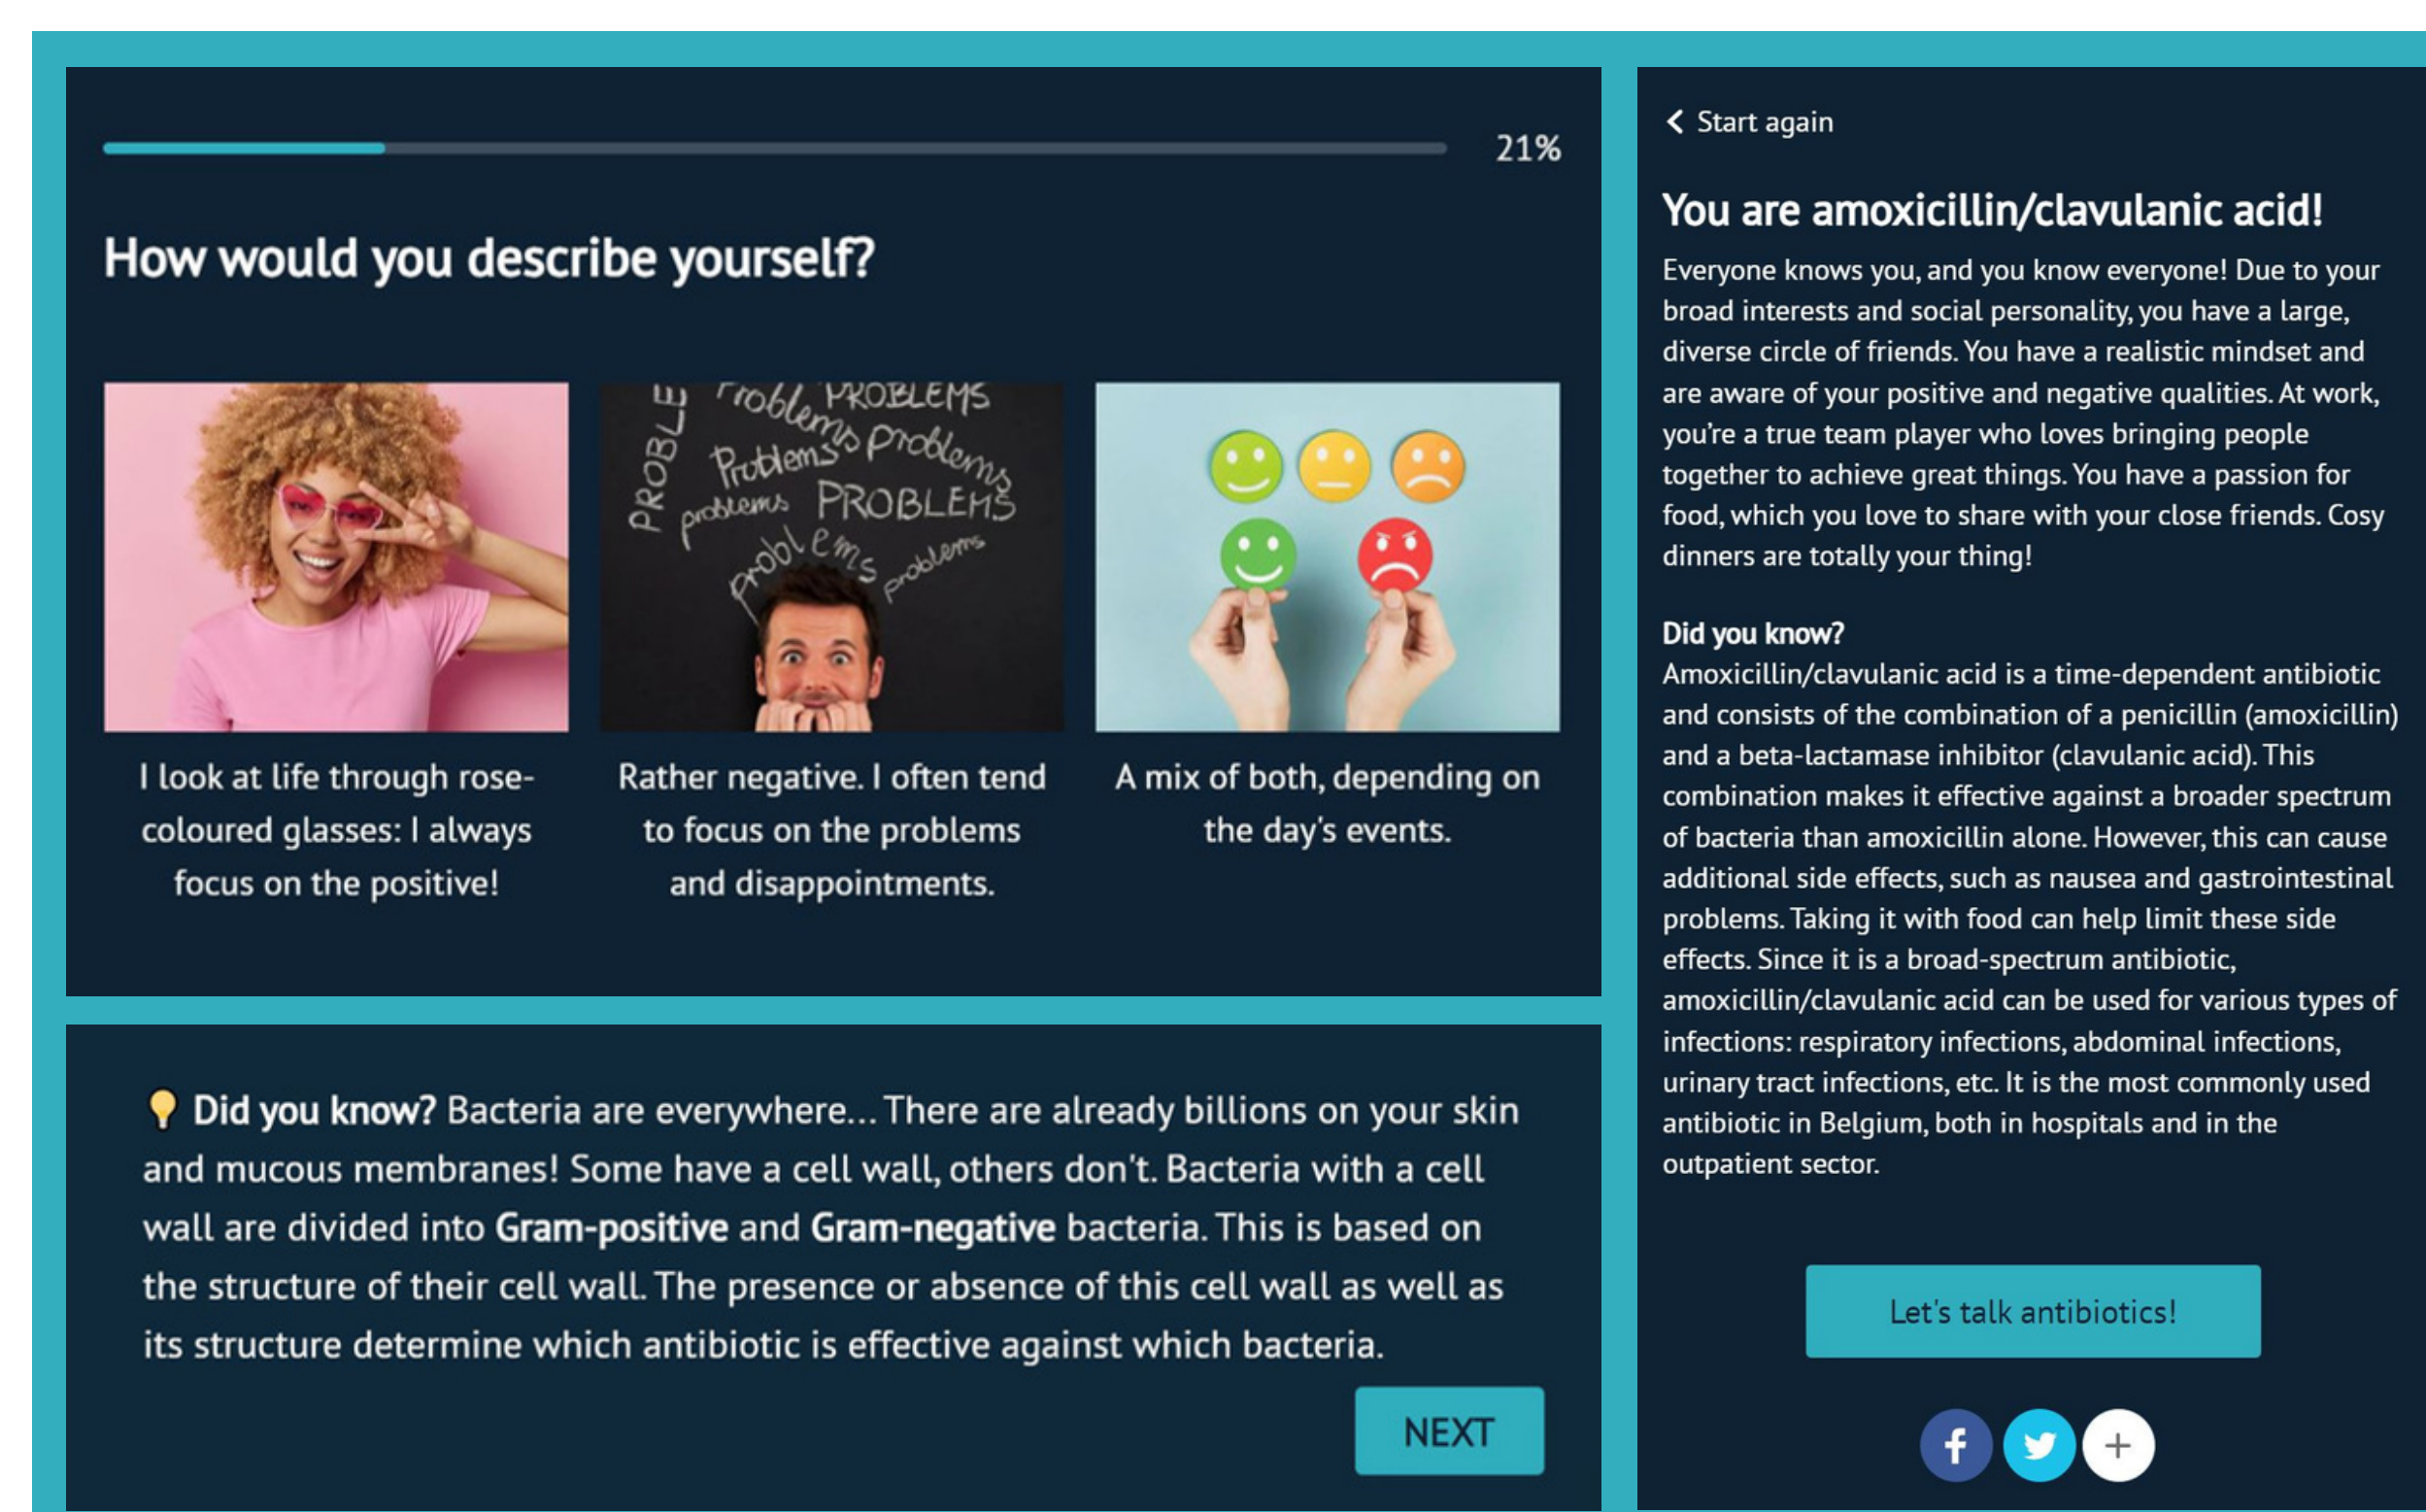 21%
How would you describe yourself?
PROBLE
Problems PROBLEMS
Problems problems
problems PROBLEMS
problems problems
I look at life through rose-
coloured glasses: I always
focus on the positive!
Rather negative. I often tend
to focus on the problems
and disappointments.
A mix of both, depending on
the day's events.
Did you know? Bacteria are everywhere... There are already billions on your skin
and mucous membranes! Some have a cell wall, others don't. Bacteria with a cell
wall are divided into Gram-positive and Gram-negative bacteria. This is based on
the structure of their cell wall. The presence or absence of this cell wall as well as
its structure determine which antibiotic is effective against which bacteria.
NEXT
Start again
You are amoxicillin/clavulanic acid!
Everyone knows you, and you know everyone! Due to your
broad interests and social personality, you have a large,
diverse circle of friends. You have a realistic mindset and
are aware of your positive and negative qualities. At work,
you're a true team player who loves bringing people
together to achieve great things. You have a passion for
food, which you love to share with your close friends. Cosy
dinners are totally your thing!
Did you know?
Amoxicillin/clavulanic acid is a time-dependent antibiotic
and consists of the combination of a penicillin (amoxicillin)
and a beta-lactamase inhibitor (clavulanic acid). This
combination makes it effective against a broader spectrum
of bacteria than amoxicillin alone. However, this can cause
additional side effects, such as nausea and gastrointestinal
problems. Taking it with food can help limit these side
effects. Since it is a broad-spectrum antibiotic,
amoxicillin/clavulanic acid can be used for various types of
infections: respiratory infections, abdominal infections,
urinary tract infections, etc. It is the most commonly used
antibiotic in Belgium, both in hospitals and in the
outpatient sector.
Let's talk antibiotics!